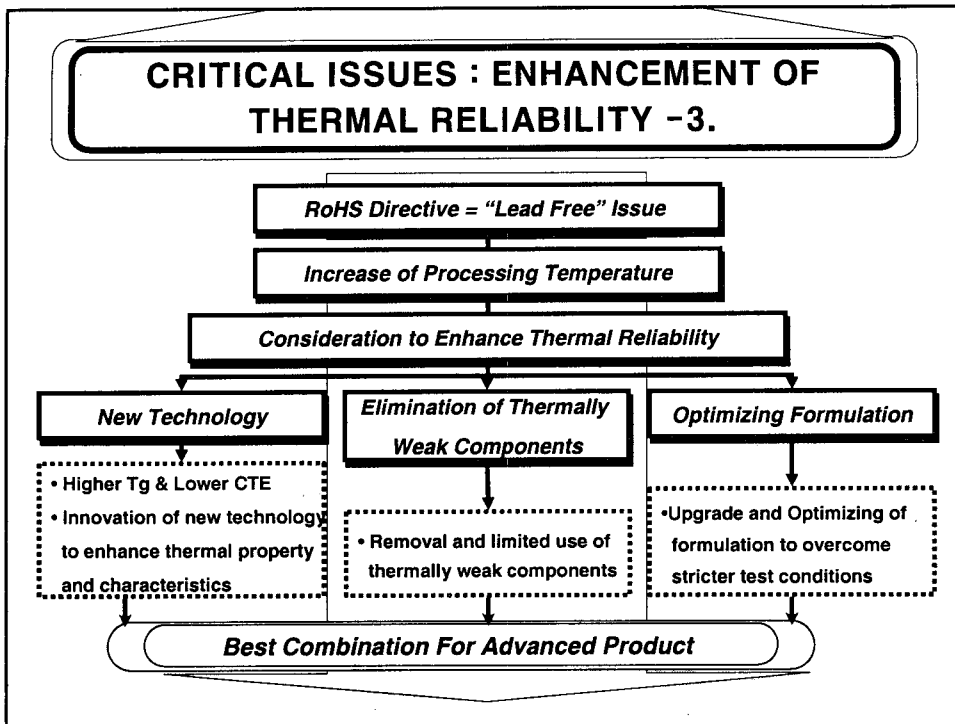 CRITICAL ISSUES : ENHANCEMENT OF
THERMAL RELIABILITY -3.
RoHS Directive = “Lead Free” Issue
Increase of Processing Temperature
Consideration to Enhance Thermal Reliability
New Technology
• Higher Tg & Lower CTE
• Innovation of new technology
to enhance thermal property
and characteristics
Elimination of Thermally
Weak Components
• Removal and limited use of
thermally weak components
Optimizing Formulation
•Upgrade and Optimizing of
formulation to overcome
stricter test conditions
Best Combination For Advanced Product